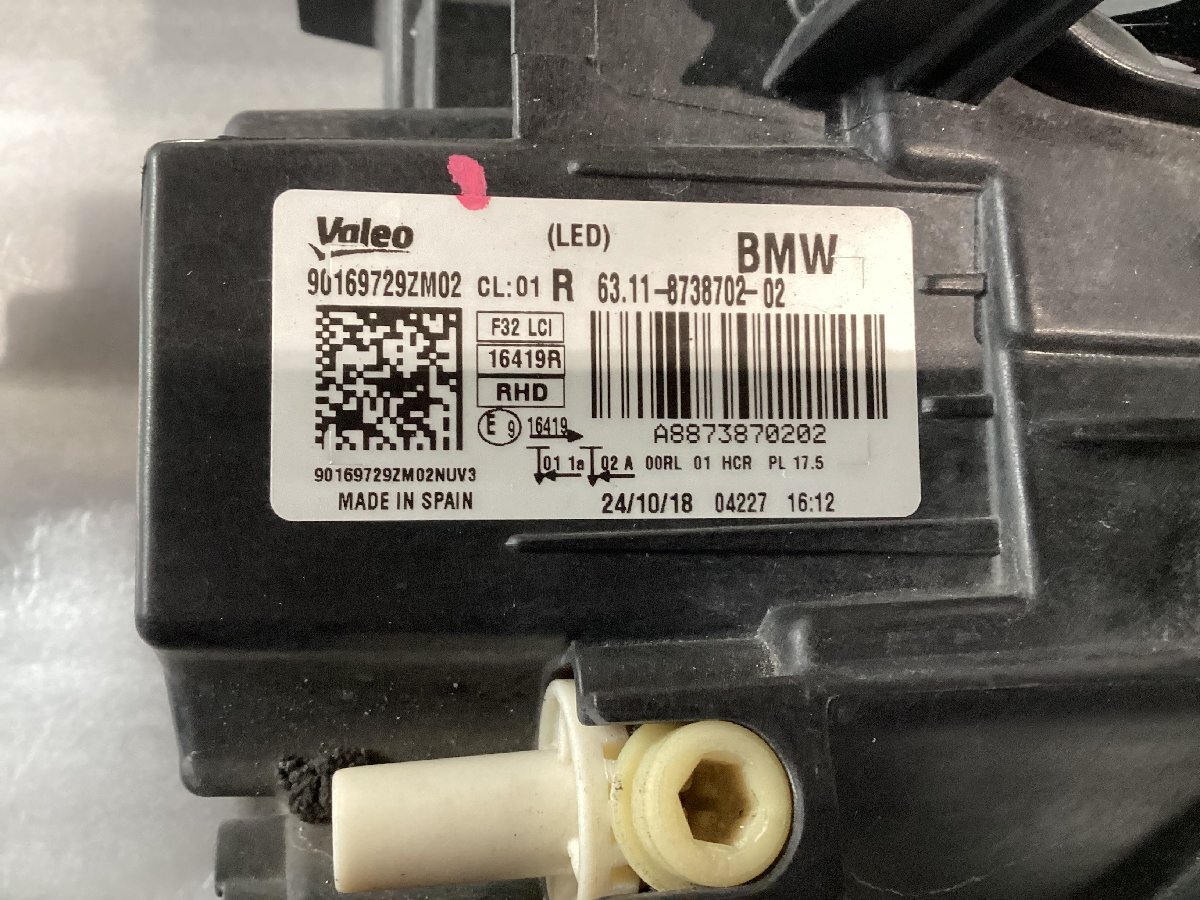 Valeo (LED) BMW
90169729ZM02 CL:01 R 63.11-8738702-02
F32 LCI
16419R
RHD
E 9 16419
A8873870202
01 1a 02 A 00RL 01 HCR PL 17.5
90169729ZM02NUV3
MADE IN SPAIN 24/10/18 04227 16:12